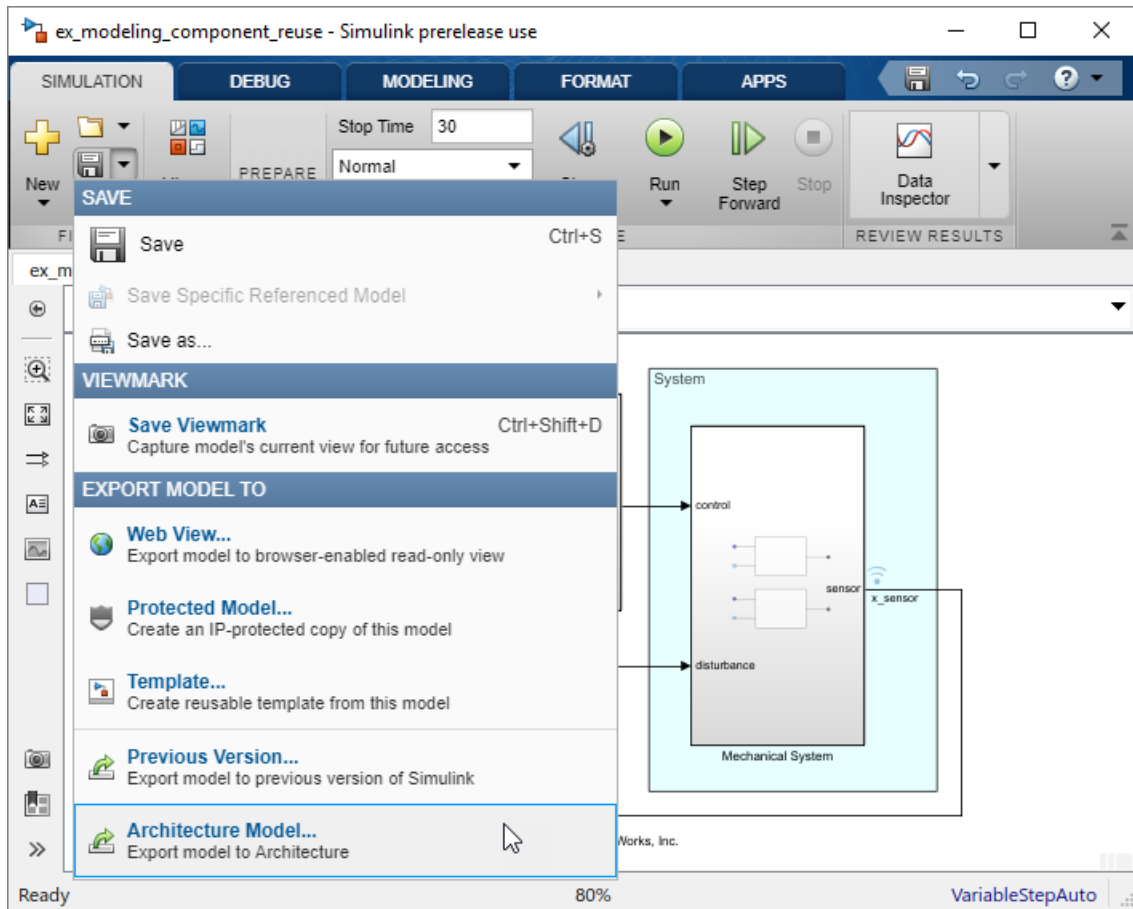 ex_modeling_component_reuse - Simulink prerelease use
SIMULATION DEBUG MODELING FORMAT APPS
Stop Time 30
Normal
New PREPARE Run Step Forward Stop Data Inspector
REVIEW RESULTS
ex_m
SAVE
Save Ctrl+S
Save Specific Referenced Model
Save as...
VIEWMARK
Save Viewmark Ctrl+Shift+D
Capture model's current view for future access
EXPORT MODEL TO
Web View...
Export model to browser-enabled read-only view
Protected Model...
Create an IP-protected copy of this model
Template...
Create reusable template from this model
Previous Version...
Export model to previous version of Simulink
Architecture Model...
Export model to Architecture
System
control
sensor
x_sensor
disturbance
Mechanical System
Works, Inc.
Ready 80% VariableStepAuto